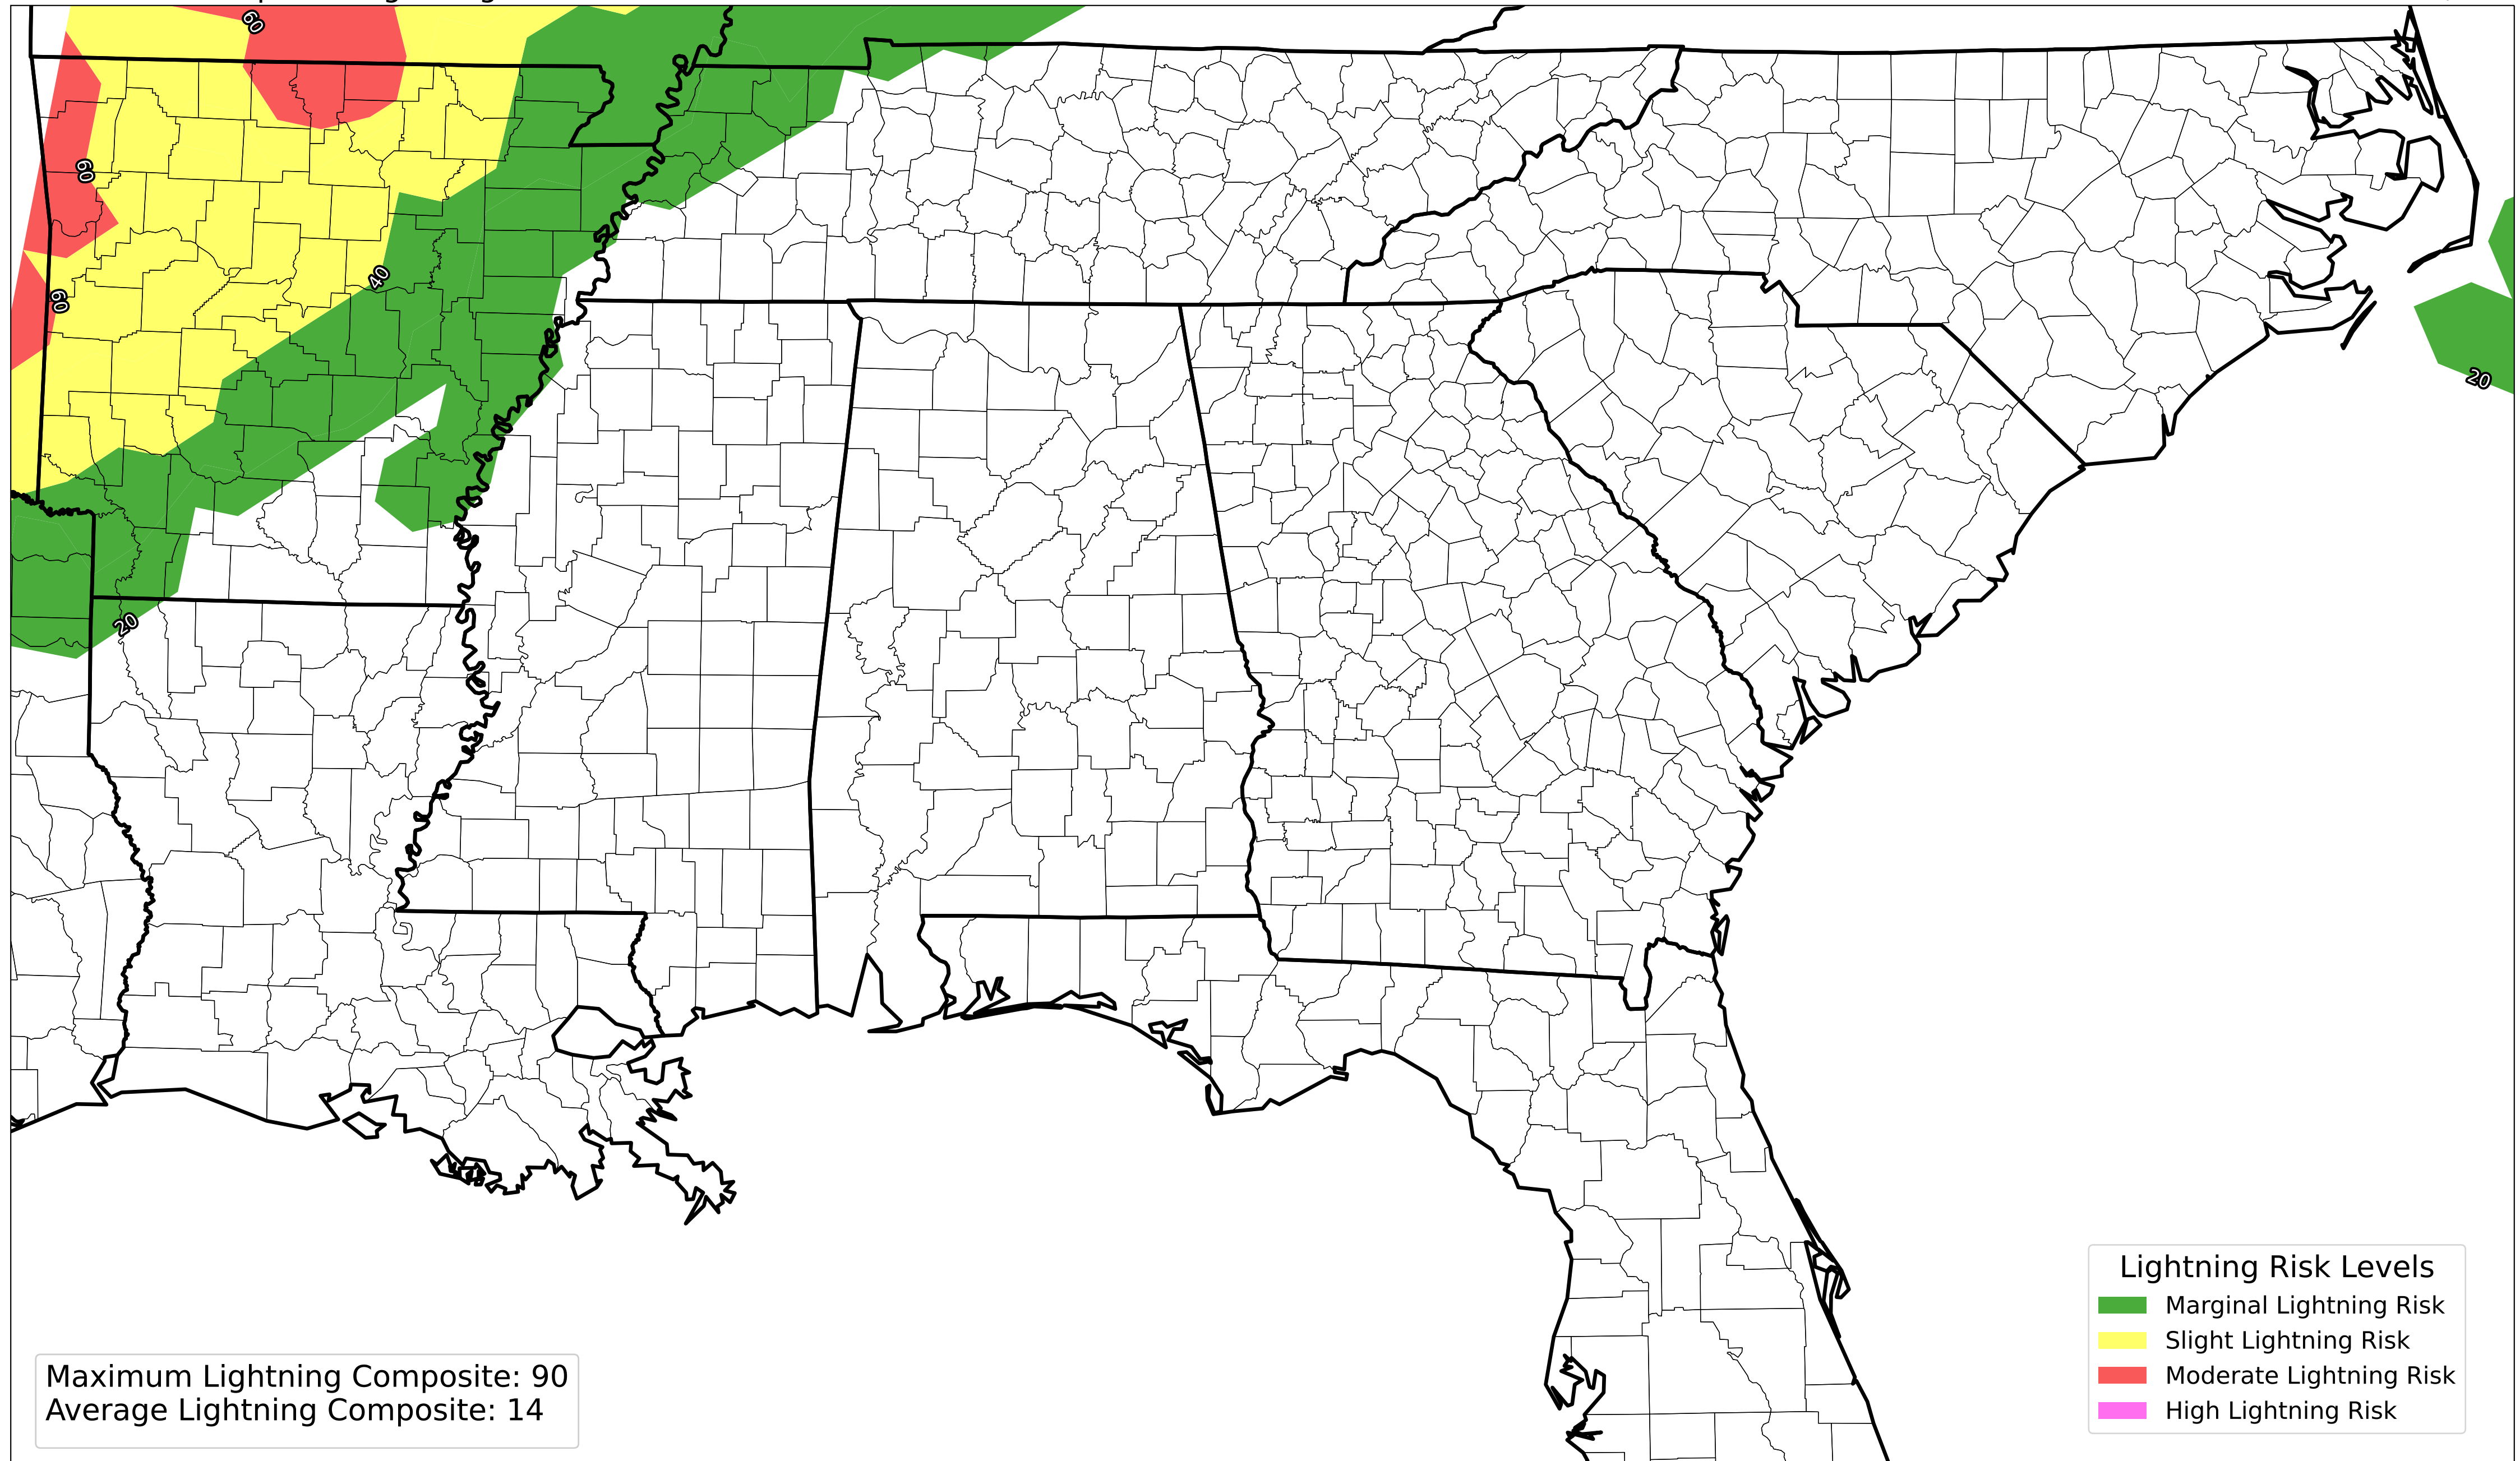 60
60
40
60
20
20
Lightning Risk Levels
Marginal Lightning Risk
Slight Lightning Risk
Moderate Lightning Risk
High Lightning Risk
Maximum Lightning Composite: 90
Average Lightning Composite: 14